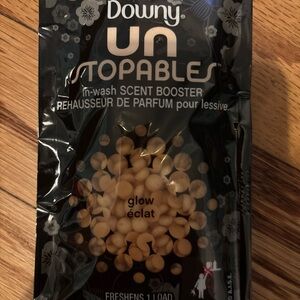 Downy.
un
STOPABLES
in-wash SCENT BOOSTER
REHAUSSEUR DE PARFUM pour lessive
glow
éclat
FRESHENS 1 LOAD